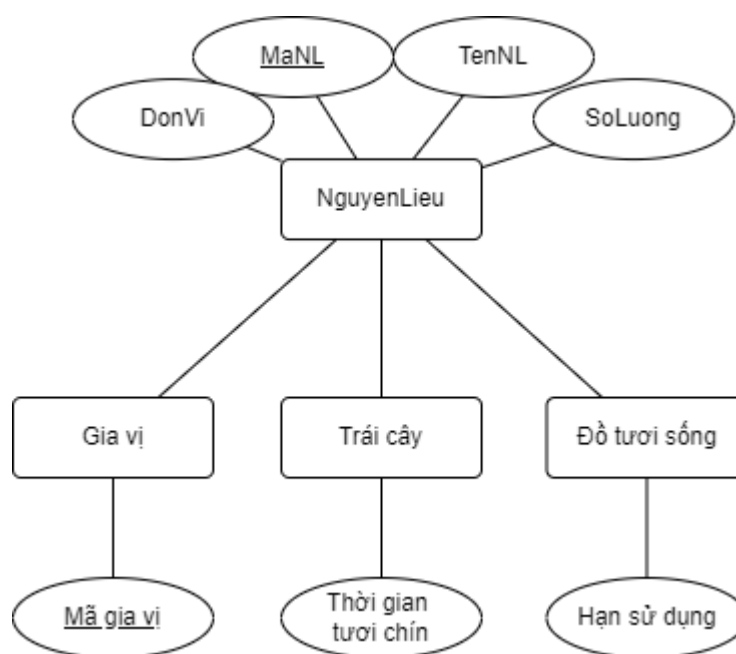 MaNL
TenNL
DonVi
SoLuong
NguyenLieu
Gia vị
Trái cây
Đồ tươi sống
Mã gia vị
Thời gian
tươi chín
Hạn sử dụng